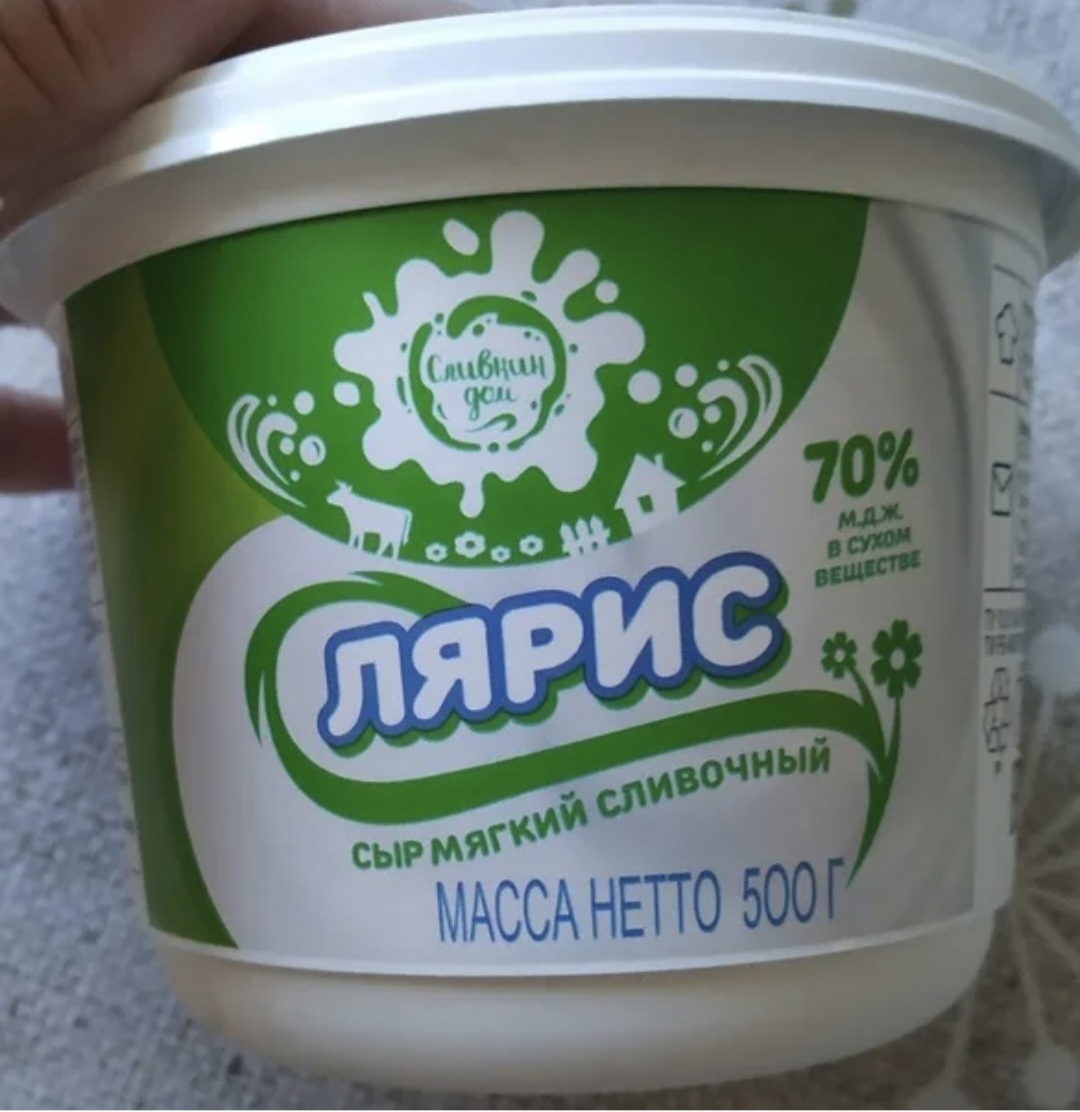 Сливкин
дом
70%
М.Д.Ж.
В СУХОМ
ВЕЩЕСТВЕ
ЛЯРИС
СЫР МЯГКИЙ СЛИВОЧНЫЙ
МАССА НЕТТО 500 Г